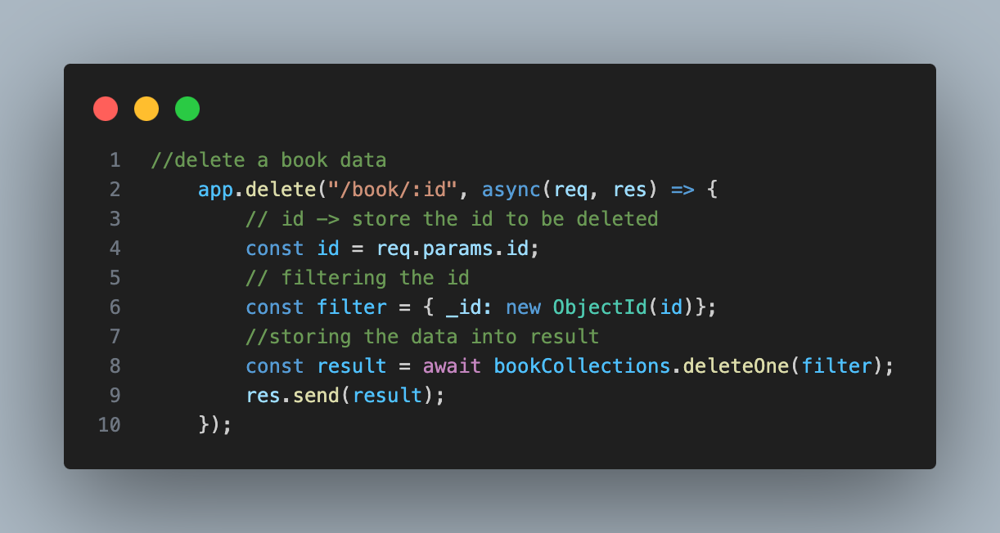 1 //delete a book data
2 app.delete("/book/:id", async(req, res) => {
3 // id -> store the id to be deleted
4 const id = req.params.id;
5 // filtering the id
6 const filter = { _id: new ObjectId(id)};
7 //storing the data into result
8 const result = await bookCollections.deleteOne(filter);
9 res.send(result);
10 });